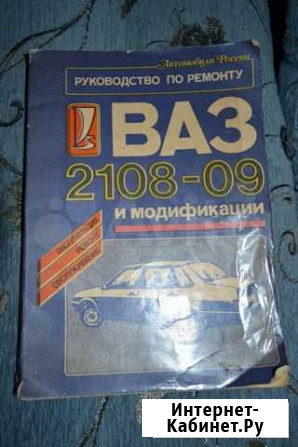 Автомобили России
РУКОВОДСТВО ПО РЕМОНТУ
ВАЗ
2108-09
и модификации
Интернет-
Кабинет.Ру